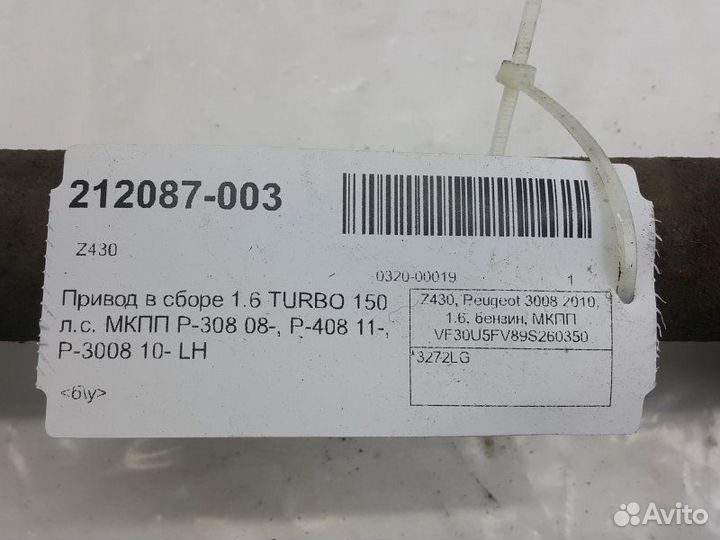 212087-003
Z430
0320-00019 1
Привод в сборе 1.6 TURBO 150
л.с. МКПП P-308 08-, P-408 11-,
P-3008 10- LH
<б\у>
Z430, Peugeot 3008 2010,
1.6, бензин, МКПП
VF30U5FV89S260350
*3272LG
Avito